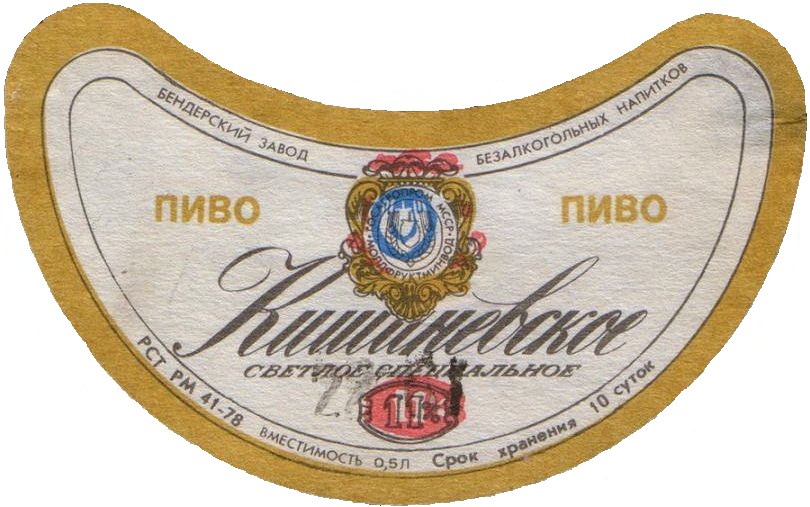 БЕНДЕРСКИЙ ЗАВОД БЕЗАЛКОГОЛЬНЫХ НАПИТКОВ
ПИВО ПИВО
МССР
МОЛДФРУКТМИНВОД
Кишиневское
СВЕТЛОЕ СПЕЦИАЛЬНОЕ
11%
РСТ РМ 41-78 ВМЕСТИМОСТЬ 0,5Л Срок хранения 10 суток